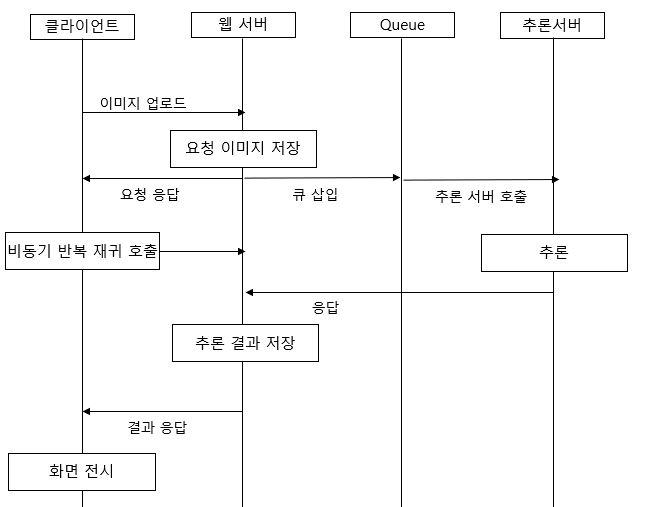 클라이언트
웹 서버
Queue
추론서버
이미지 업로드
요청 이미지 저장
요청 응답
큐 삽입
추론 서버 호출
비동기 반복 재귀 호출
추론
응답
추론 결과 저장
결과 응답
화면 전시